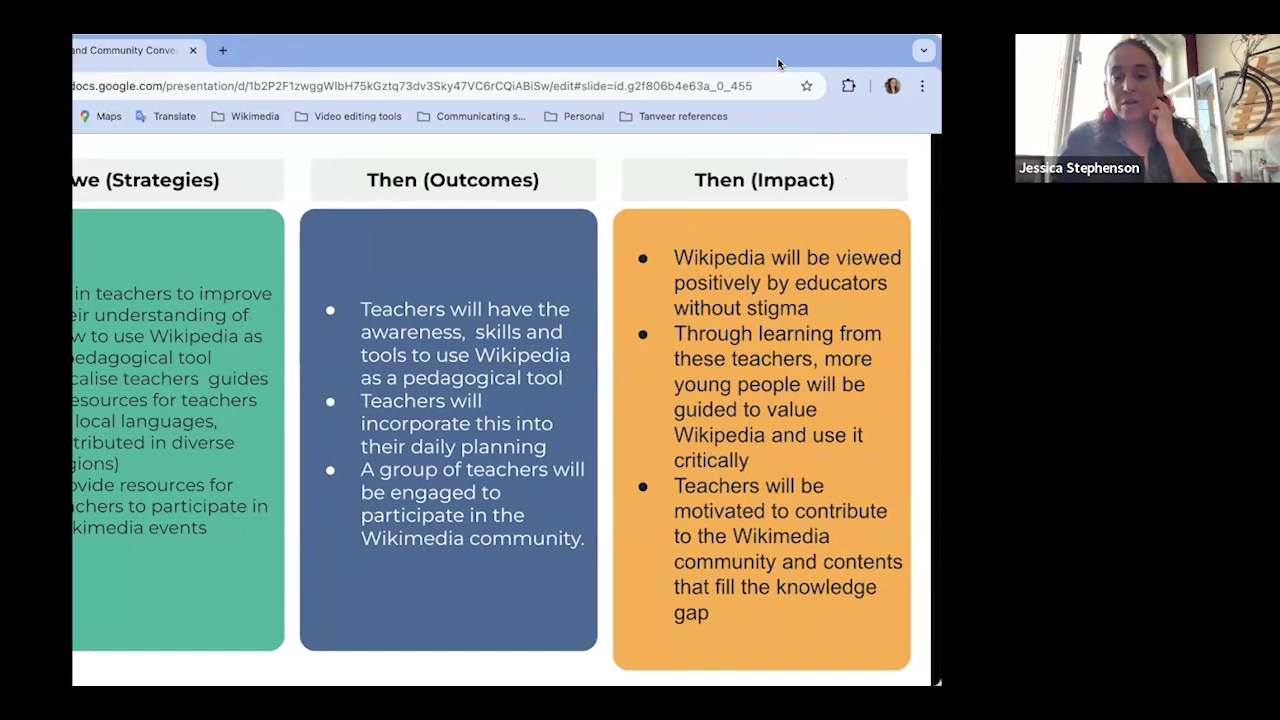 and Community Conve
docs.google.com/presentation/d/1b2P2F1zwggWlbH75kGztq73dv3Sky47VC6rCQiABiSw/edit#slide=id.g2f806b4e63a_0_455
Maps Translate Wikimedia Video editing tools Communicating s... Personal Tanveer references
we (Strategies)
in teachers to improve
eir understanding of
w to use Wikipedia as
pedagogical tool
calise teachers guides
esources for teachers
local languages,
tributed in diverse
gions)
ovide resources for
achers to participate in
kimedia events
Then (Outcomes)
• Teachers will have the
awareness, skills and
tools to use Wikipedia
as a pedagogical tool
• Teachers will
incorporate this into
their daily planning
• A group of teachers will
be engaged to
participate in the
Wikimedia community.
Then (Impact)
• Wikipedia will be viewed
positively by educators
without stigma
• Through learning from
these teachers, more
young people will be
guided to value
Wikipedia and use it
critically
• Teachers will be
motivated to contribute
to the Wikimedia
community and contents
that fill the knowledge
gap
Jessica Stephenson